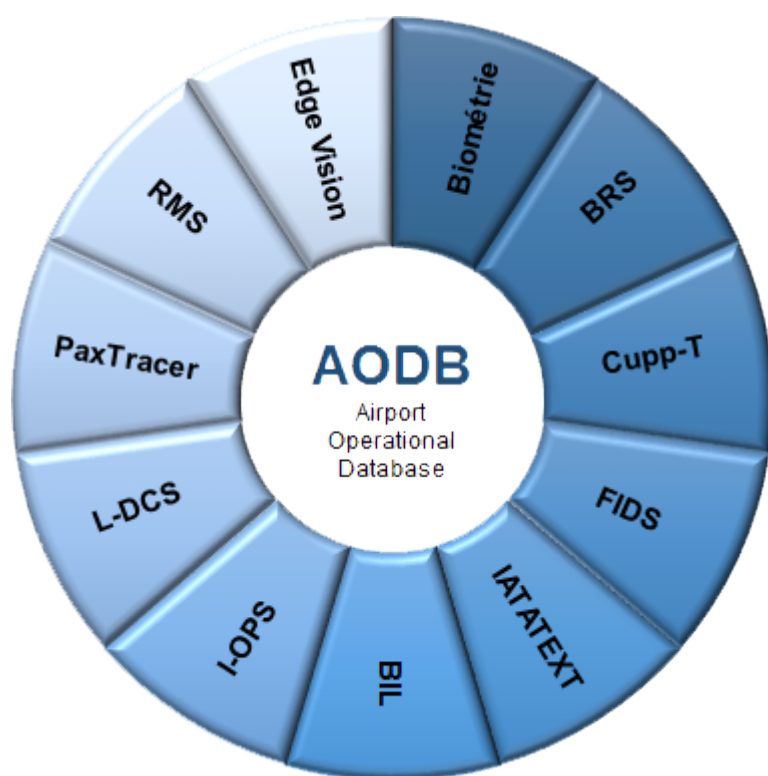 AODB
Airport
Operational
Database
Biométrie
BRS
Cupp-T
FIDS
IATATEXT
BIL
I-OPS
L-DCS
PaxTracer
RMS
Edge Vision